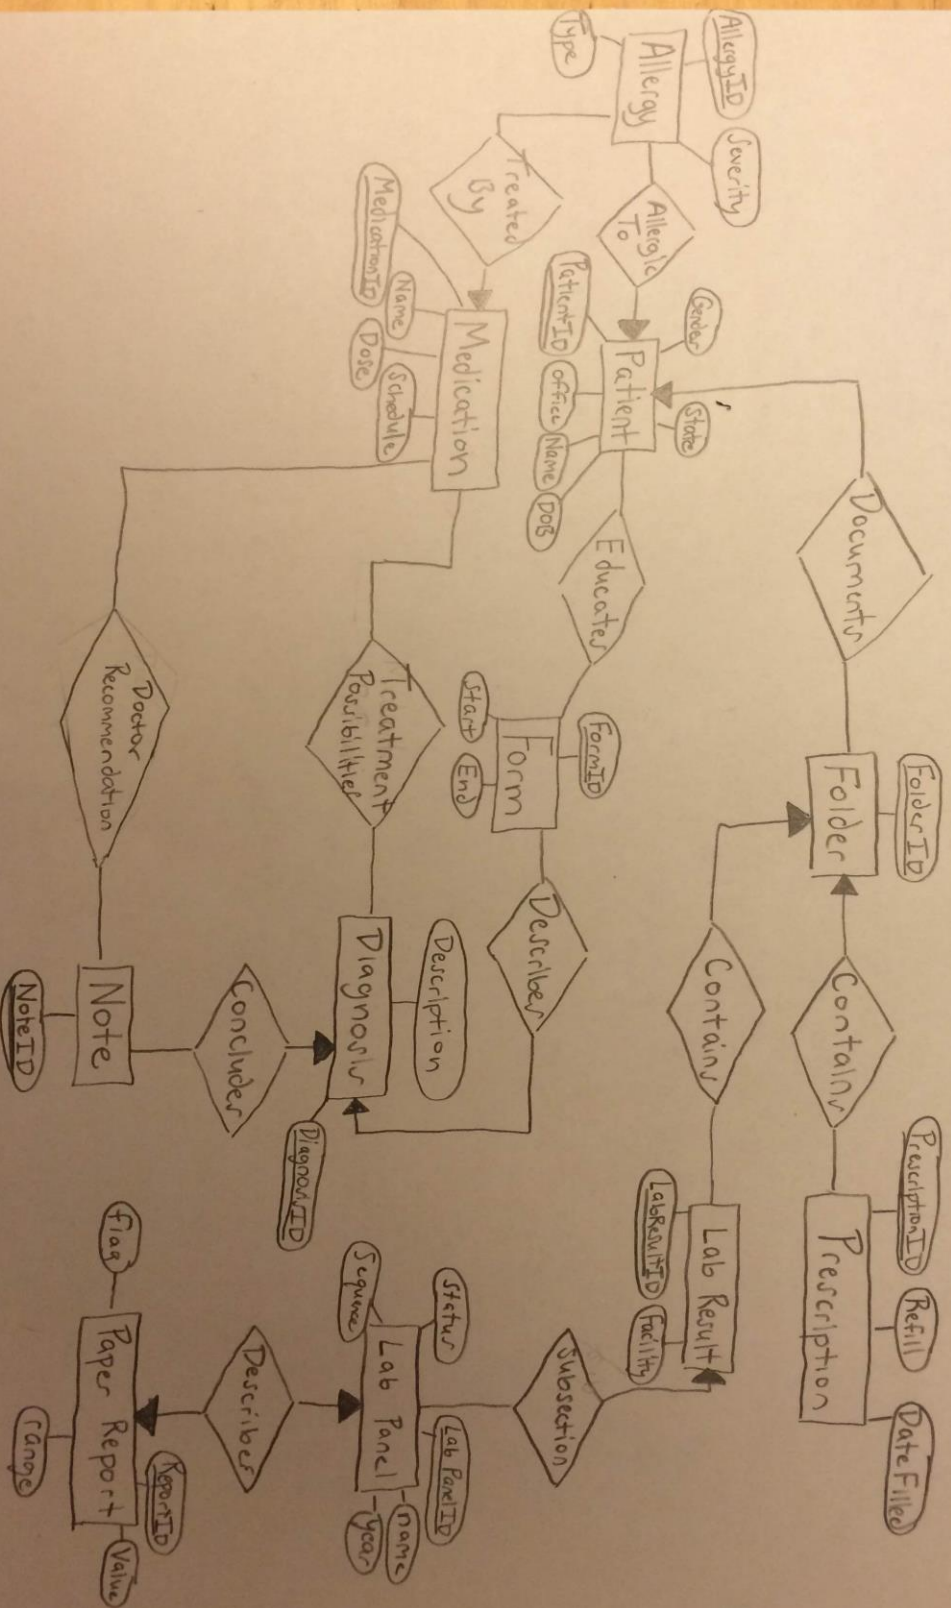 AllergyID
Severity
Allergy
Type
Allergic
To
Treated
By
Gender
State
Patient
PatientID
Office
Name
DOB
Medication
MedicationID
Name
Dose
Schedule
Documents
Educates
Folder
FolderID
FormID
Form
Start
End
Treatment
Possibilities
Doctor
Recommendation
Describes
Contains
Contains
Description
Diagnosis
DiagnosisID
Concludes
Note
NoteID
PrescriptionID
Refill
DateFilled
Prescription
Lab Result
LabResultID
Facility
Subsection
Status
Lab PanelID
name
year
Lab Panel
Sequence
Describes
ReportID
Value
Paper Report
flag
range